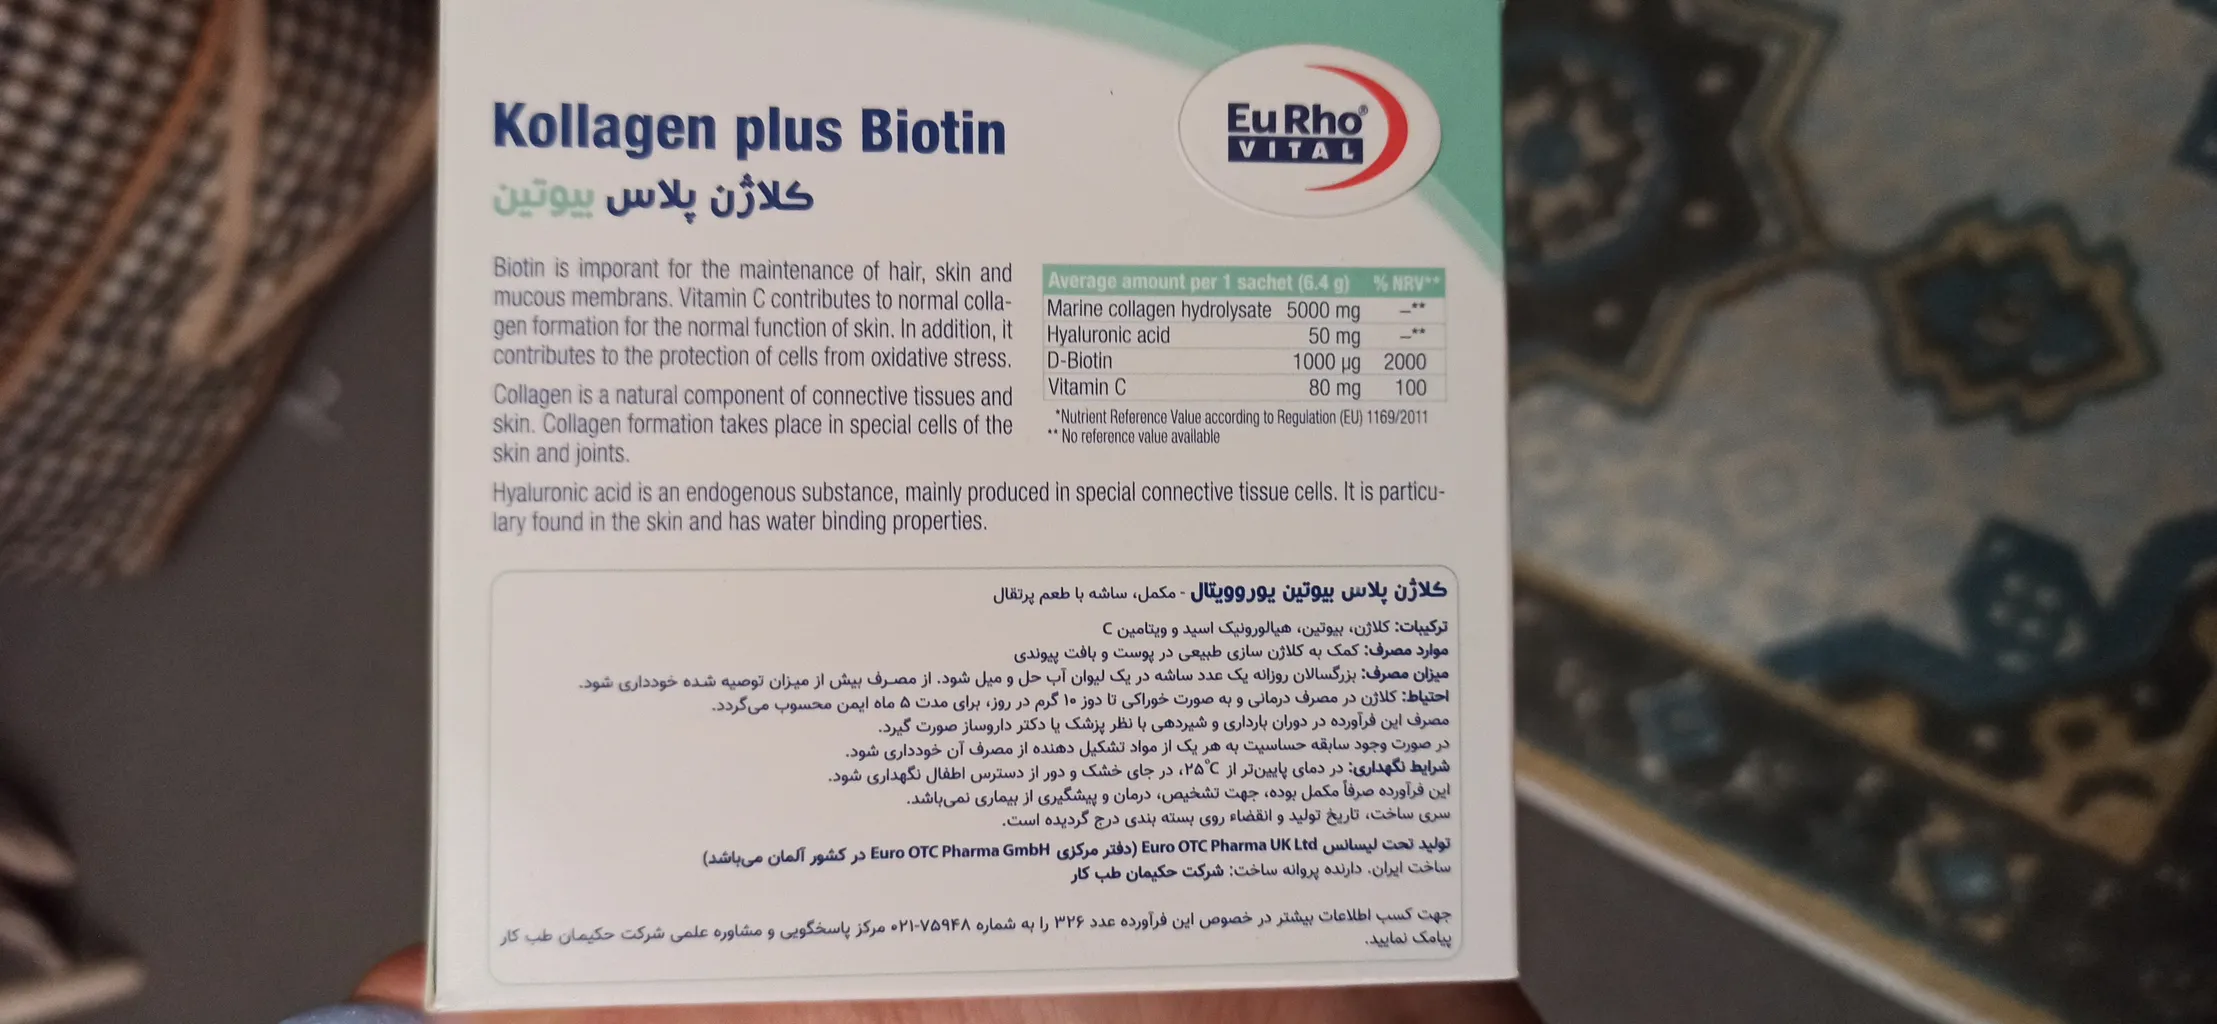 EuRho®
VITAL
Kollagen plus Biotin
کلاژن پلاس بیوتین
Biotin is imporant for the maintenance of hair, skin and
mucous membrans. Vitamin C contributes to normal colla-
gen formation for the normal function of skin. In addition, it
contributes to the protection of cells from oxidative stress.
Collagen is a natural component of connective tissues and
skin. Collagen formation takes place in special cells of the
skin and joints.
Average amount per 1 sachet (6.4 g) % NRV**
Marine collagen hydrolysate 5000 mg –**
Hyaluronic acid 50 mg –**
D-Biotin 1000 µg 2000
Vitamin C 80 mg 100
*Nutrient Reference Value according to Regulation (EU) 1169/2011
** No reference value available
Hyaluronic acid is an endogenous substance, mainly produced in special connective tissue cells. It is particu-
lary found in the skin and has water binding properties.
کلاژن پلاس بیوتین یوروویتال - مکمل، ساشه با طعم پرتقال
ترکیبات: کلاژن، بیوتین، هیالورونیک اسید و ویتامین C
موارد مصرف: کمک به کلاژن سازی طبیعی در پوست و بافت پیوندی
میزان مصرف: بزرگسالان روزانه یک عدد ساشه در یک لیوان آب حل و میل شود. از مصرف بیش از میزان توصیه شده خودداری شود.
احتیاط: کلاژن در مصرف درمانی و به صورت خوراکی تا دوز ۱۰ گرم در روز، برای مدت ۵ ماه ایمن محسوب می‌گردد.
مصرف این فرآورده در دوران بارداری و شیردهی با نظر پزشک یا دکتر داروساز صورت گیرد.
در صورت وجود سابقه حساسیت به هر یک از مواد تشکیل دهنده از مصرف آن خودداری شود.
شرایط نگهداری: در دمای پایین‌تر از ۲۵°C، در جای خشک و دور از دسترس اطفال نگهداری شود.
این فرآورده صرفاً مکمل بوده، جهت تشخیص، درمان و پیشگیری از بیماری نمی‌باشد.
سری ساخت، تاریخ تولید و انقضاء روی بسته بندی درج گردیده است.
تولید تحت لیسانس Euro OTC Pharma UK Ltd (دفتر مرکزی Euro OTC Pharma GmbH در کشور آلمان می‌باشد)
ساخت ایران. دارنده پروانه ساخت: شرکت حکیمان طب کار
جهت کسب اطلاعات بیشتر در خصوص این فرآورده عدد ۳۲۶ را به شماره ۷۵۹۴۸-۰۲۱ مرکز پاسخگویی و مشاوره علمی شرکت حکیمان طب کار
پیامک نمایید.